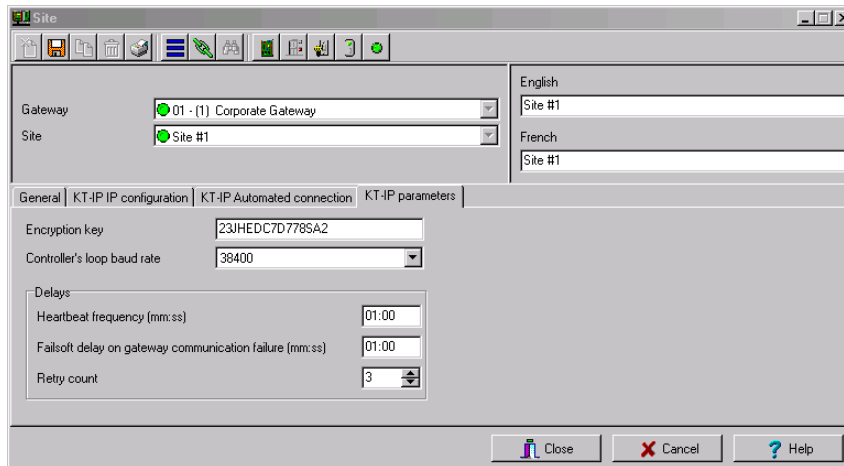 Site
English
Gateway 01 - (1) Corporate Gateway Site #1
Site Site #1 French
Site #1
General KT-IP IP configuration KT-IP Automated connection KT-IP parameters
Encryption key 23JHEDC7D778SA2
Controller's loop baud rate 38400
Delays
Heartbeat frequency (mm:ss) 01:00
Failsoft delay on gateway communication failure (mm:ss) 01:00
Retry count 3
Close Cancel Help